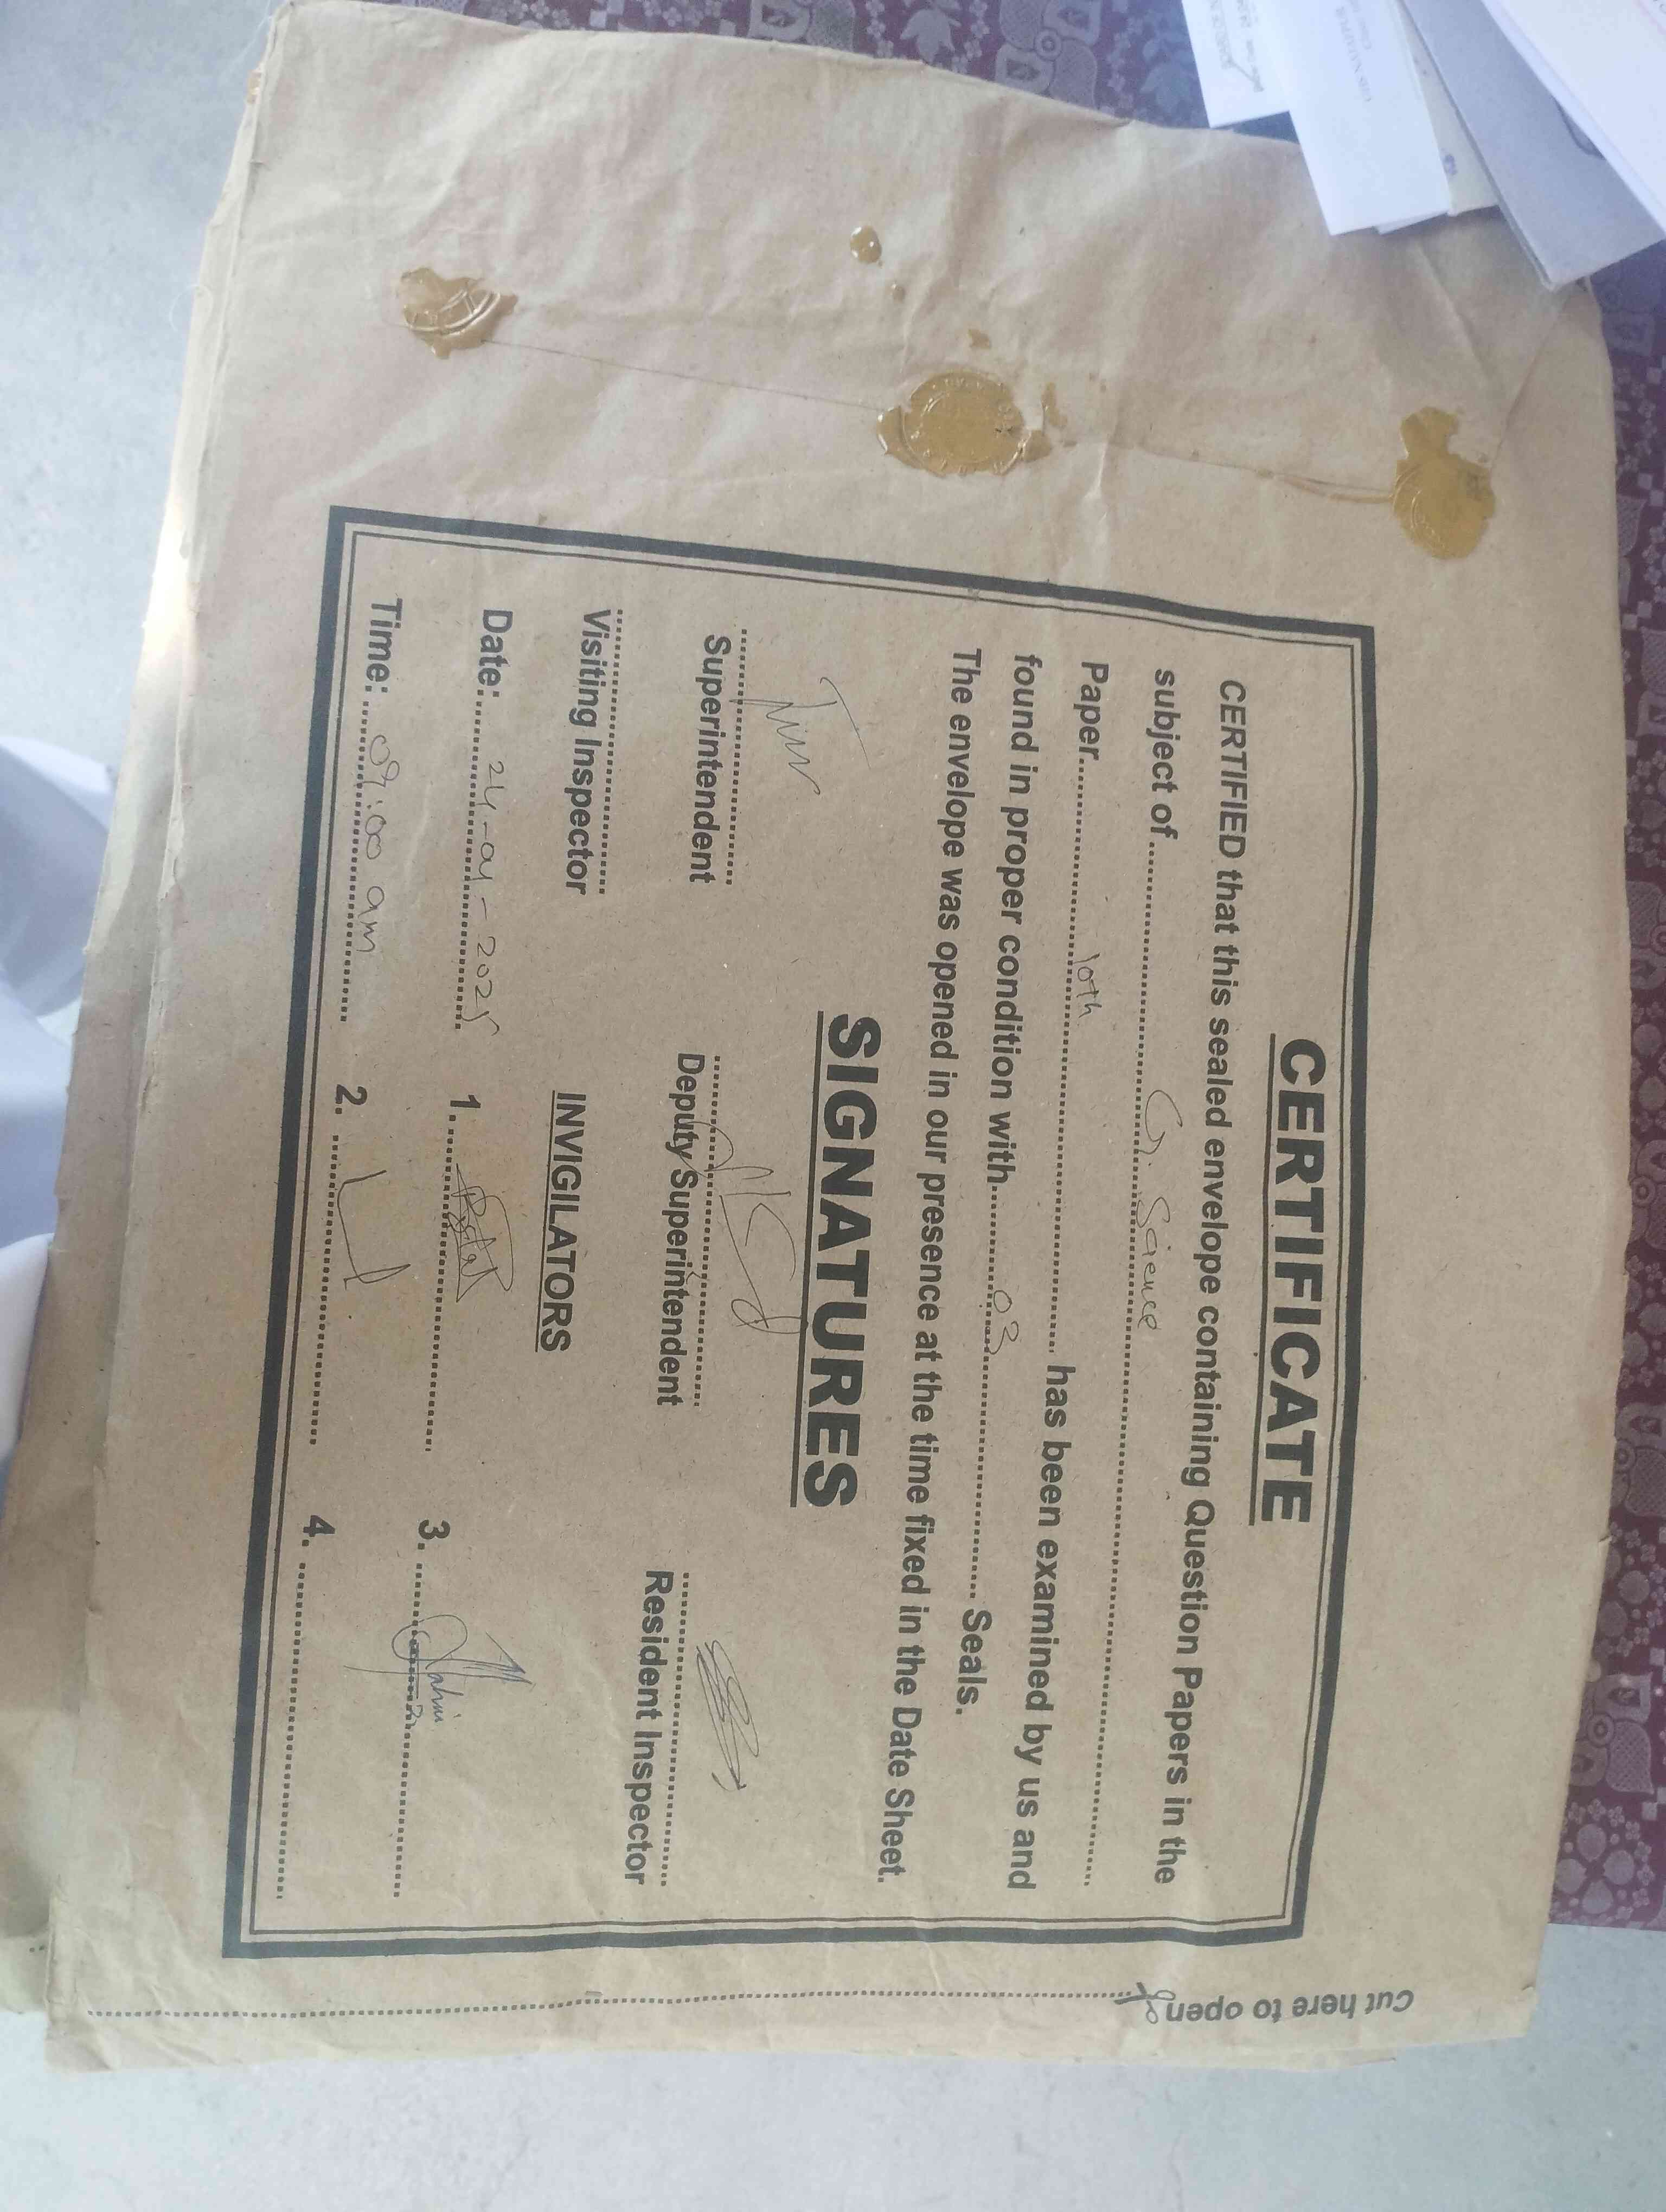 CERTIFICATE
CERTIFIED that this sealed envelope containing Question Papers in the
subject of.......... G. Science ..........
Paper.......... 10th .......... has been examined by us and
found in proper condition with.......... 03 .......... Seals.
The envelope was opened in our presence at the time fixed in the Date Sheet.
SIGNATURES
Superintendent Deputy Superintendent Resident Inspector
Visiting Inspector
INVIGILATORS
Date: 24-04-2025 1. 3.
Time: 09:00 am 2. 4.
Cut here to open